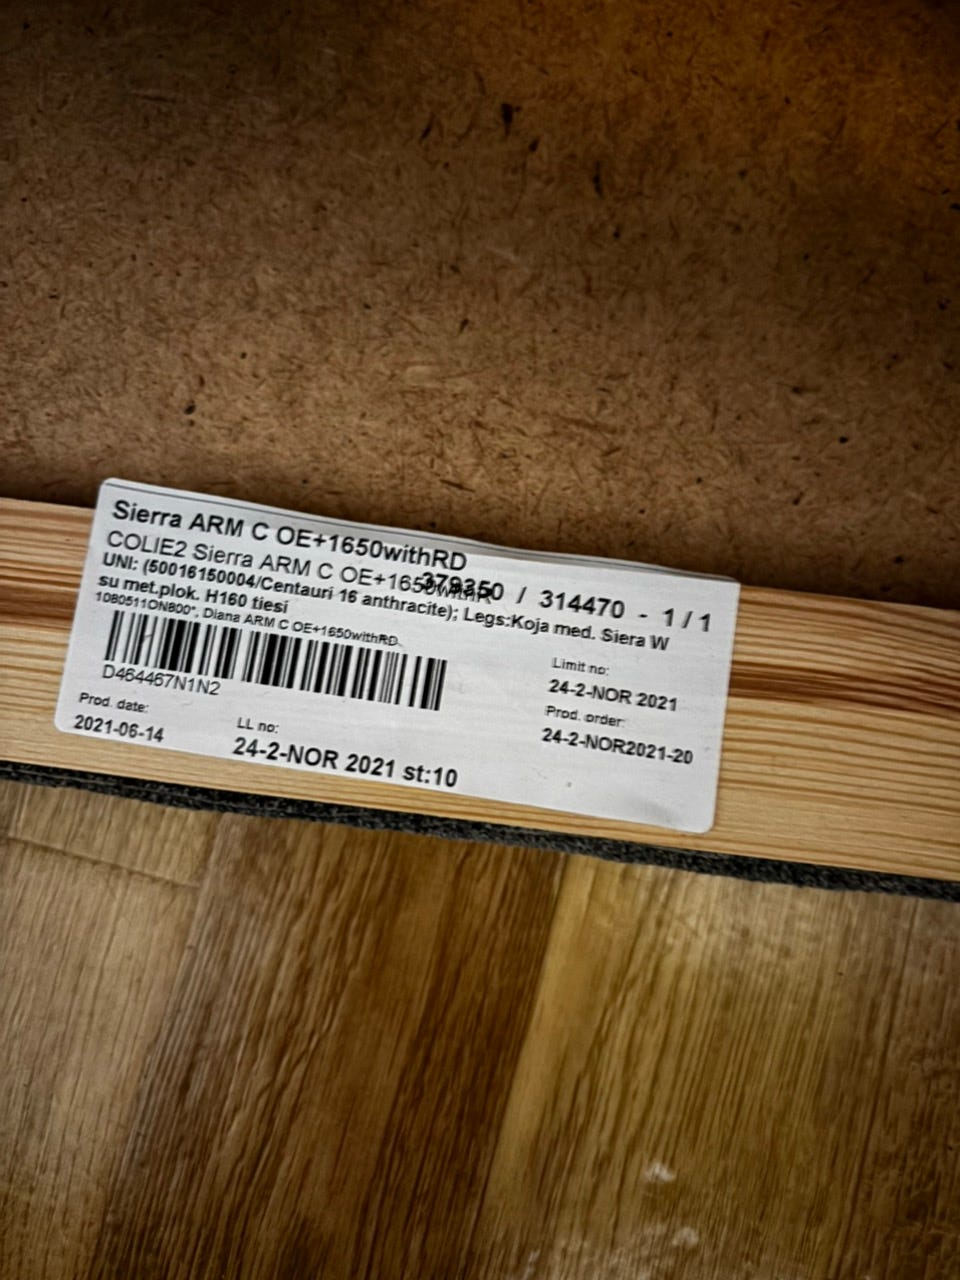 Sierra ARM C OE+1650withRD
COLIE2 Sierra ARM C OE+1650withR
379350 / 314470 - 1 / 1
UNI: (50016150004/Centauri 16 anthracite); Legs:Koja med. Siera W
su met.plok. H160 tiesi
1080511ON800*, Diana ARM C OE+1650withRD
D464467N1N2
Prod. date:
2021-06-14
LL no:
24-2-NOR 2021 st:10
Limit no:
24-2-NOR 2021
Prod. order:
24-2-NOR2021-20